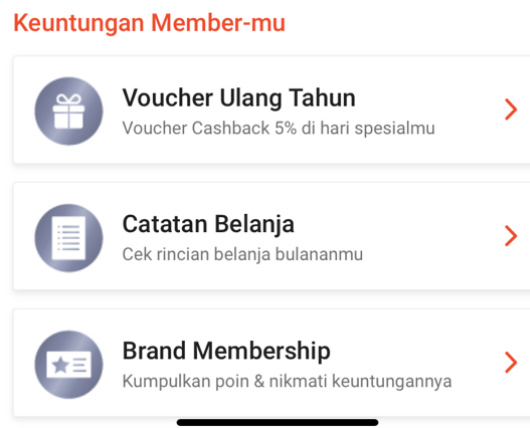 Keuntungan Member-mu
Voucher Ulang Tahun
Voucher Cashback 5% di hari spesialmu
Catatan Belanja
Cek rincian belanja bulananmu
Brand Membership
Kumpulkan poin & nikmati keuntungannya